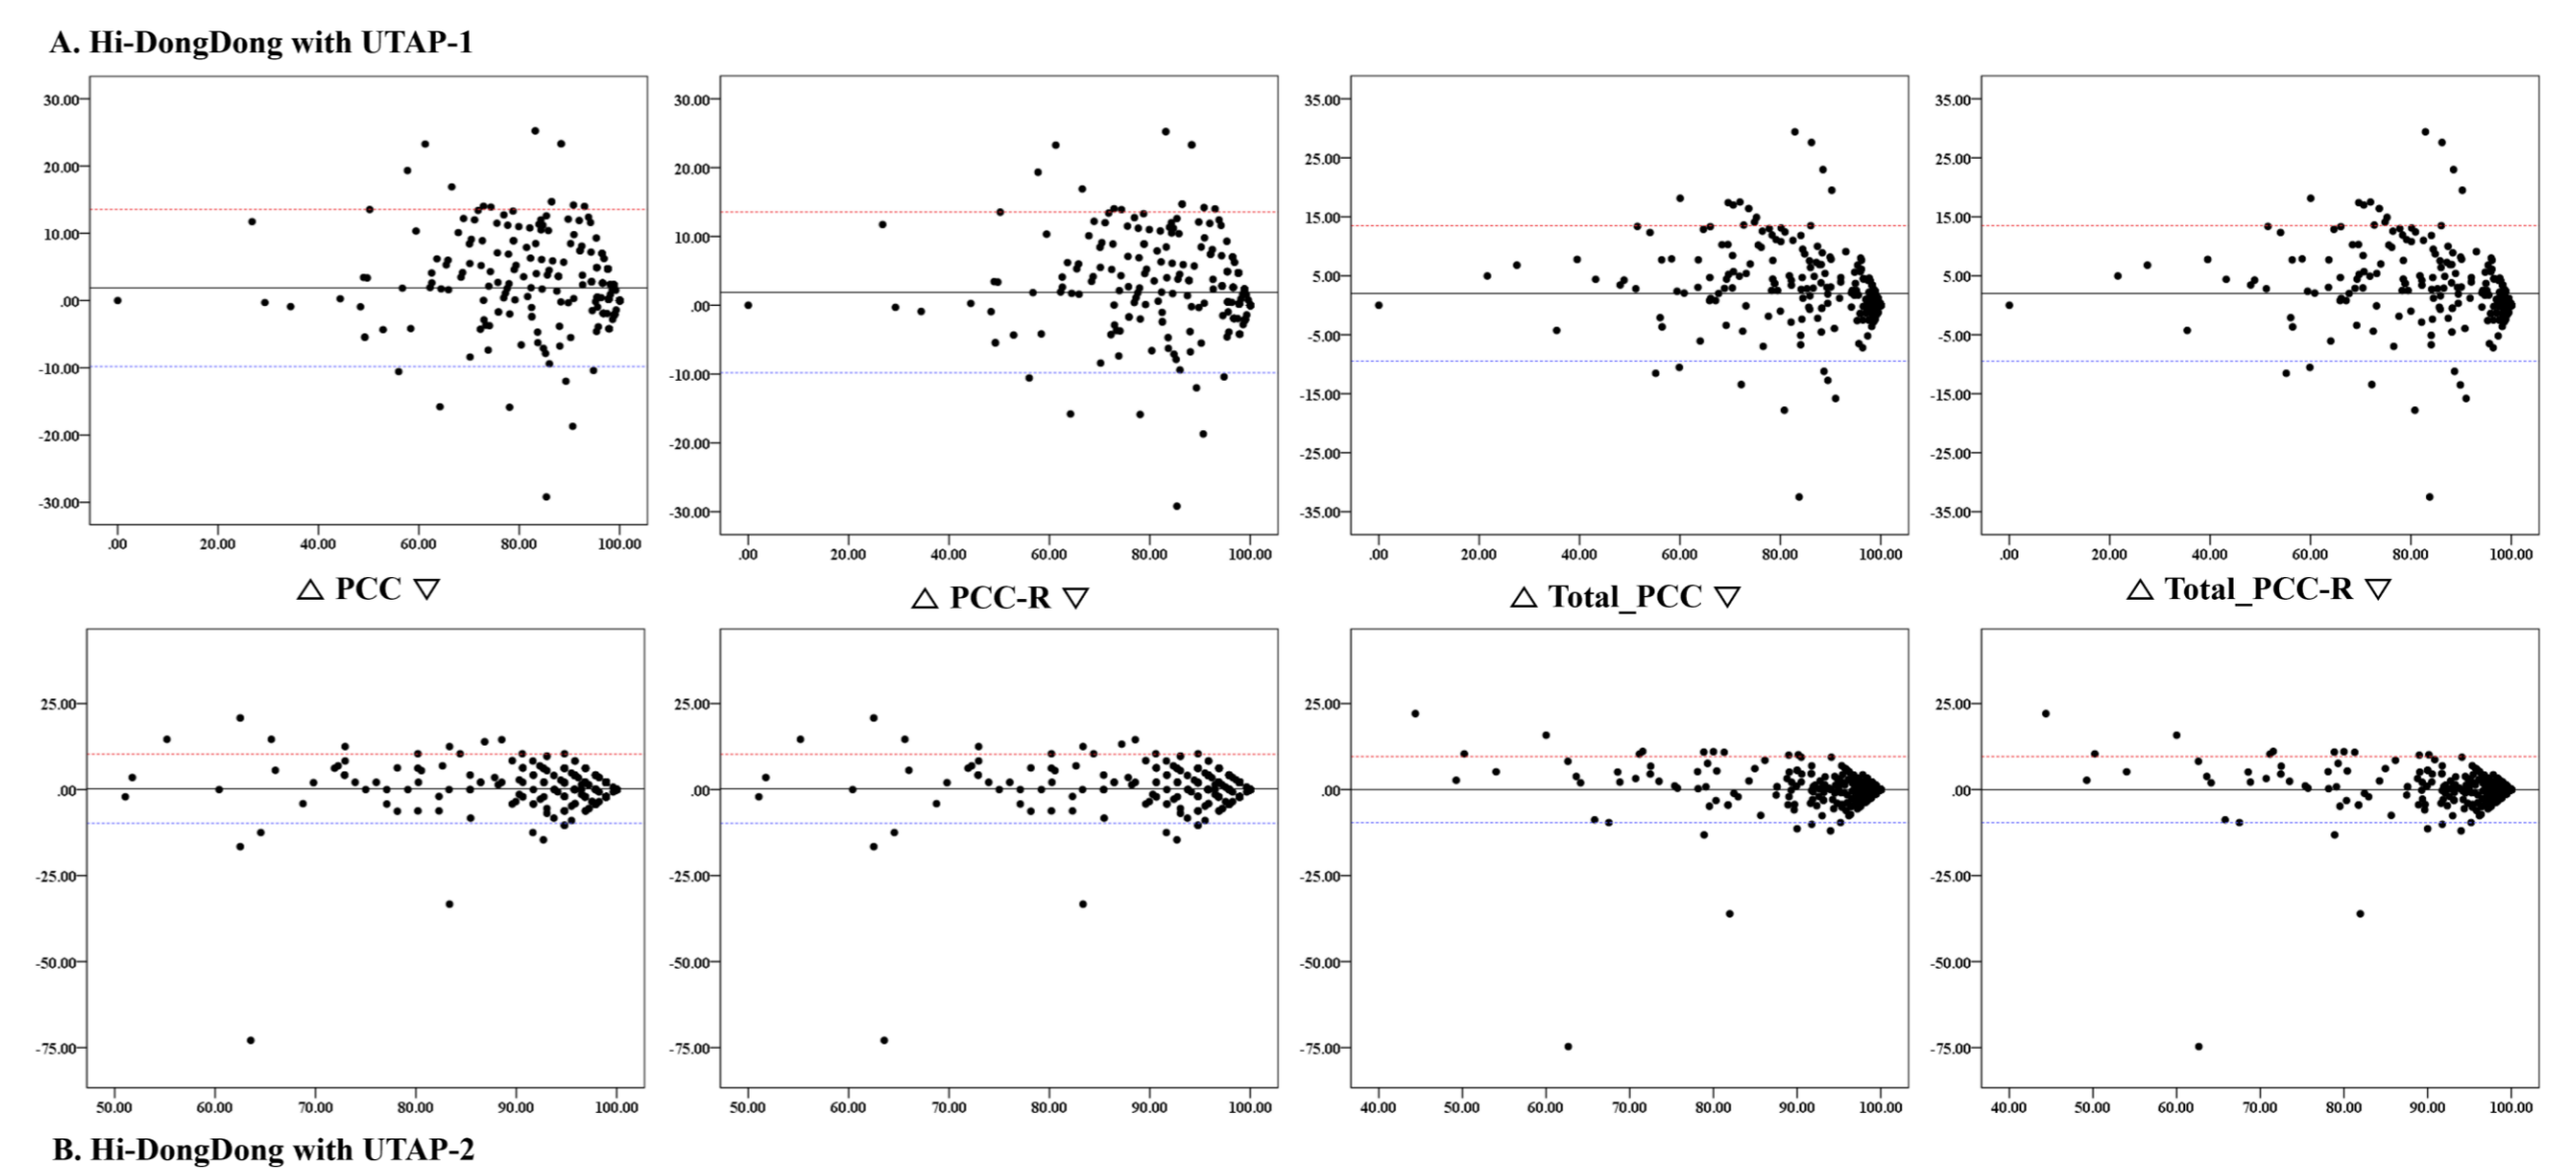 A. Hi-DongDong with UTAP-1
30.00 20.00 10.00 .00 -10.00 -20.00 -30.00
.00 20.00 40.00 60.00 80.00 100.00
30.00 20.00 10.00 .00 -10.00 -20.00 -30.00
.00 20.00 40.00 60.00 80.00 100.00
35.00 25.00 15.00 5.00 -5.00 -15.00 -25.00 -35.00
.00 20.00 40.00 60.00 80.00 100.00
35.00 25.00 15.00 5.00 -5.00 -15.00 -25.00 -35.00
.00 20.00 40.00 60.00 80.00 100.00
△ PCC ▽
△ PCC-R ▽
△ Total_PCC ▽
△ Total_PCC-R ▽
25.00 .00 -25.00 -50.00 -75.00
50.00 60.00 70.00 80.00 90.00 100.00
25.00 .00 -25.00 -50.00 -75.00
50.00 60.00 70.00 80.00 90.00 100.00
25.00 .00 -25.00 -50.00 -75.00
40.00 50.00 60.00 70.00 80.00 90.00 100.00
25.00 .00 -25.00 -50.00 -75.00
40.00 50.00 60.00 70.00 80.00 90.00 100.00
B. Hi-DongDong with UTAP-2